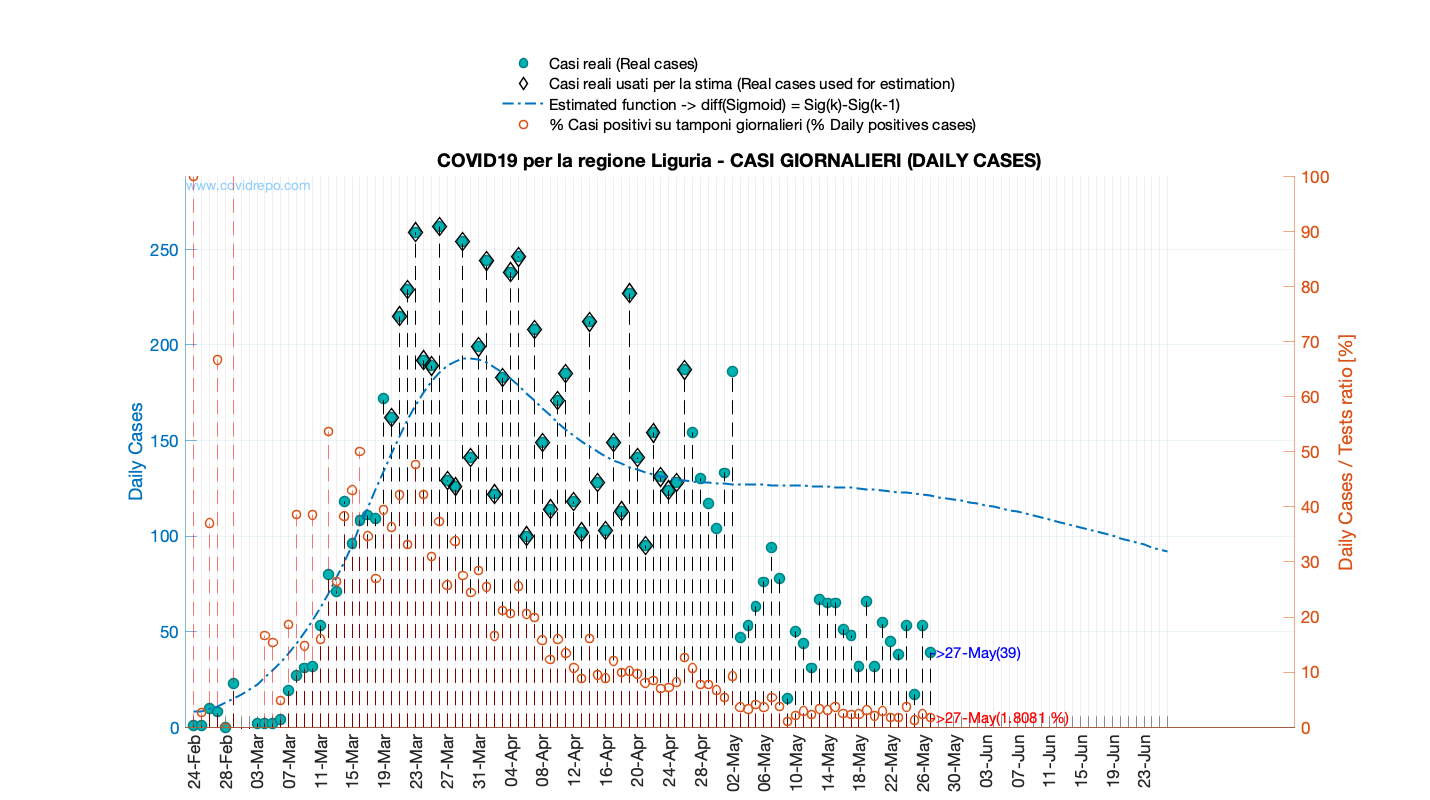 Casi reali (Real cases)
Casi reali usati per la stima (Real cases used for estimation)
Estimated function -> diff(Sigmoid) = Sig(k)-Sig(k-1)
% Casi positivi su tamponi giornalieri (% Daily positives cases)
COVID19 per la regione Liguria - CASI GIORNALIERI (DAILY CASES)
www.covidrepo.com
Daily Cases
250
200
150
100
50
0
100
90
80
70
60
50
40
30
20
10
0
Daily Cases / Tests ratio [%]
->27-May(39)
->27-May(1.8081 %)
24-Feb
28-Feb
03-Mar
07-Mar
11-Mar
15-Mar
19-Mar
23-Mar
27-Mar
31-Mar
04-Apr
08-Apr
12-Apr
16-Apr
20-Apr
24-Apr
28-Apr
02-May
06-May
10-May
14-May
18-May
22-May
26-May
30-May
03-Jun
07-Jun
11-Jun
15-Jun
19-Jun
23-Jun